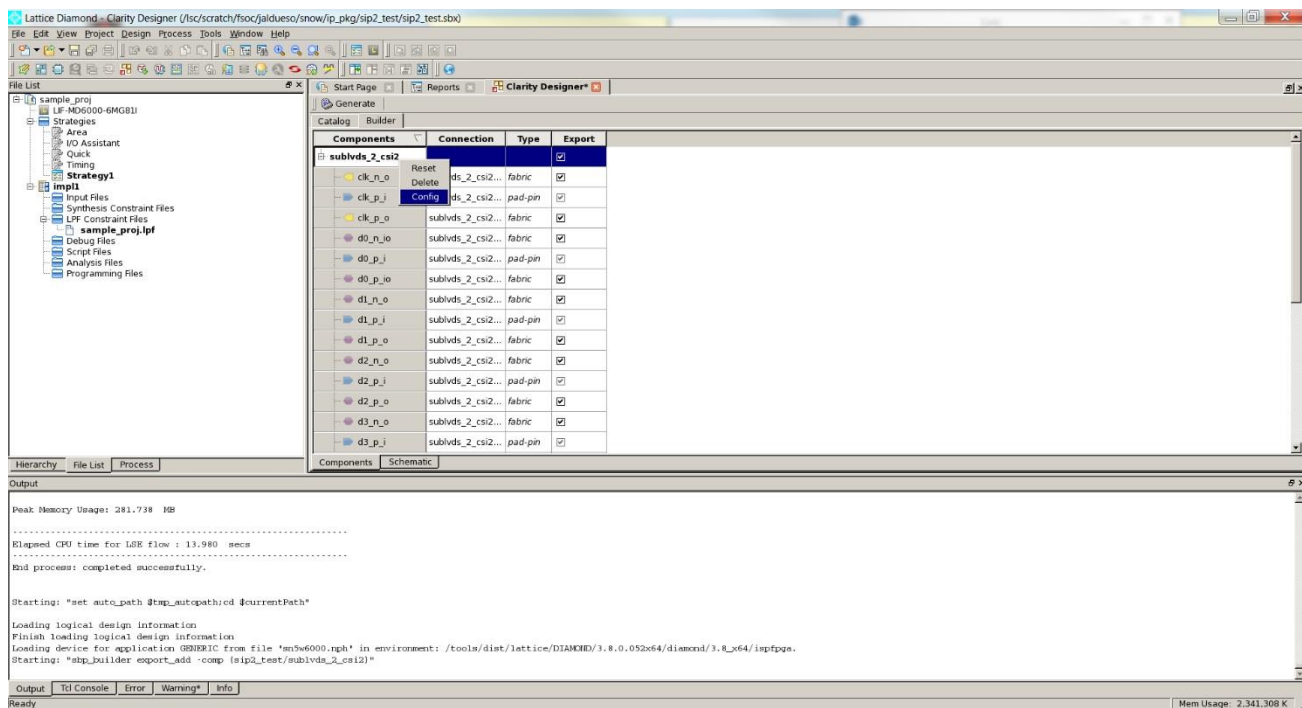 Lattice Diamond - Clarity Designer (/lsc/scratch/fsoc/jaldueso/snow/ip_pkg/sip2_test/sip2_test.sbx)
File Edit View Project Design Process Tools Window Help
File List
Start Page Reports Clarity Designer*
sample_proj
LIF-MD6000-6MG81I
Strategies
Area
I/O Assistant
Quick
Timing
Strategy1
impl1
Input Files
Synthesis Constraint Files
LPF Constraint Files
sample_proj.lpf
Debug Files
Script Files
Analysis Files
Programming Files
Hierarchy File List Process
Generate
Catalog Builder
Components Connection Type Export
sublvds_2_csi2
Reset
Delete
Config
clk_n_o ds_2_csi2... fabric
clk_p_i ds_2_csi2... pad-pin
clk_p_o sublvds_2_csi2... fabric
d0_n_io sublvds_2_csi2... fabric
d0_p_i sublvds_2_csi2... pad-pin
d0_p_io sublvds_2_csi2... fabric
d1_n_o sublvds_2_csi2... fabric
d1_p_i sublvds_2_csi2... pad-pin
d1_p_o sublvds_2_csi2... fabric
d2_n_o sublvds_2_csi2... fabric
d2_p_i sublvds_2_csi2... pad-pin
d2_p_o sublvds_2_csi2... fabric
d3_n_o sublvds_2_csi2... fabric
d3_p_i sublvds_2_csi2... pad-pin
Components Schematic
Output
Peak Memory Usage: 281.738 MB
Elapsed CPU time for LSE flow : 13.980 secs
End process: completed successfully.
Starting: "set auto_path $tmp_autopath;cd $currentPath"
Loading logical design information
Finish loading logical design information
Loading device for application GENERIC from file 'sn5w6000.nph' in environment: /tools/dist/lattice/DIAMOND/3.8.0.052x64/diamond/3.8_x64/ispfpga.
Starting: "sbp_builder export_add -comp {sip2_test/sublvds_2_csi2}"
Output Tcl Console Error Warning* Info
Ready
Mem Usage: 2,341,308 K